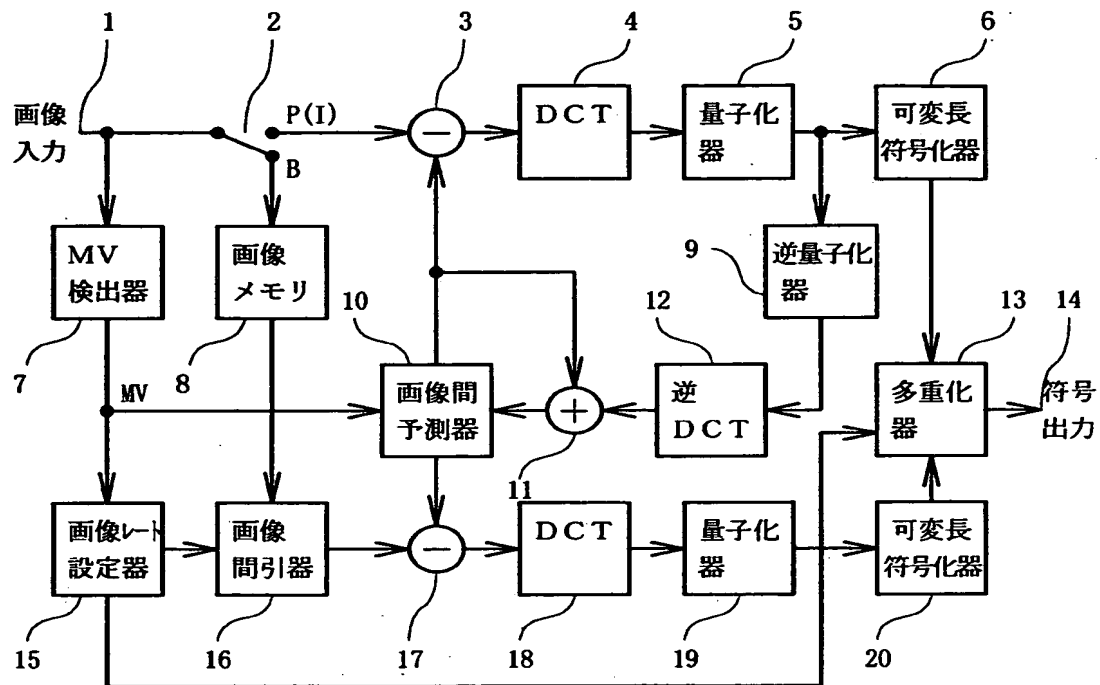 1
2
3
4
5
6
画像
入力
P(I)
B
DCT
量子化
器
可変長
符号化器
MV
検出器
画像
メモリ
9
逆量子化
器
7
8
10
12
13
14
MV
画像間
予測器
11
逆
DCT
多重化
器
符号
出力
画像レート
設定器
画像
間引器
DCT
量子化
器
可変長
符号化器
15
16
17
18
19
20